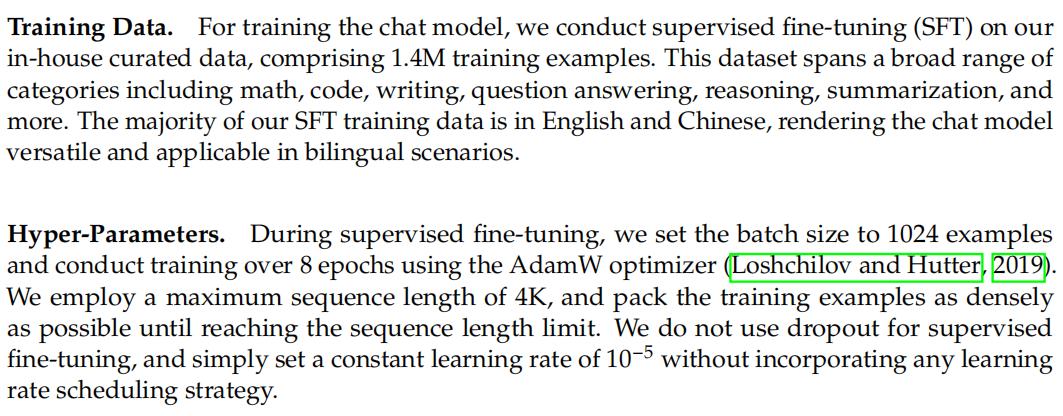 Training Data. For training the chat model, we conduct supervised fine-tuning (SFT) on our
in-house curated data, comprising 1.4M training examples. This dataset spans a broad range of
categories including math, code, writing, question answering, reasoning, summarization, and
more. The majority of our SFT training data is in English and Chinese, rendering the chat model
versatile and applicable in bilingual scenarios.
Hyper-Parameters. During supervised fine-tuning, we set the batch size to 1024 examples
and conduct training over 8 epochs using the AdamW optimizer (Loshchilov and Hutter, 2019).
We employ a maximum sequence length of 4K, and pack the training examples as densely
as possible until reaching the sequence length limit. We do not use dropout for supervised
fine-tuning, and simply set a constant learning rate of 10⁻⁵ without incorporating any learning
rate scheduling strategy.